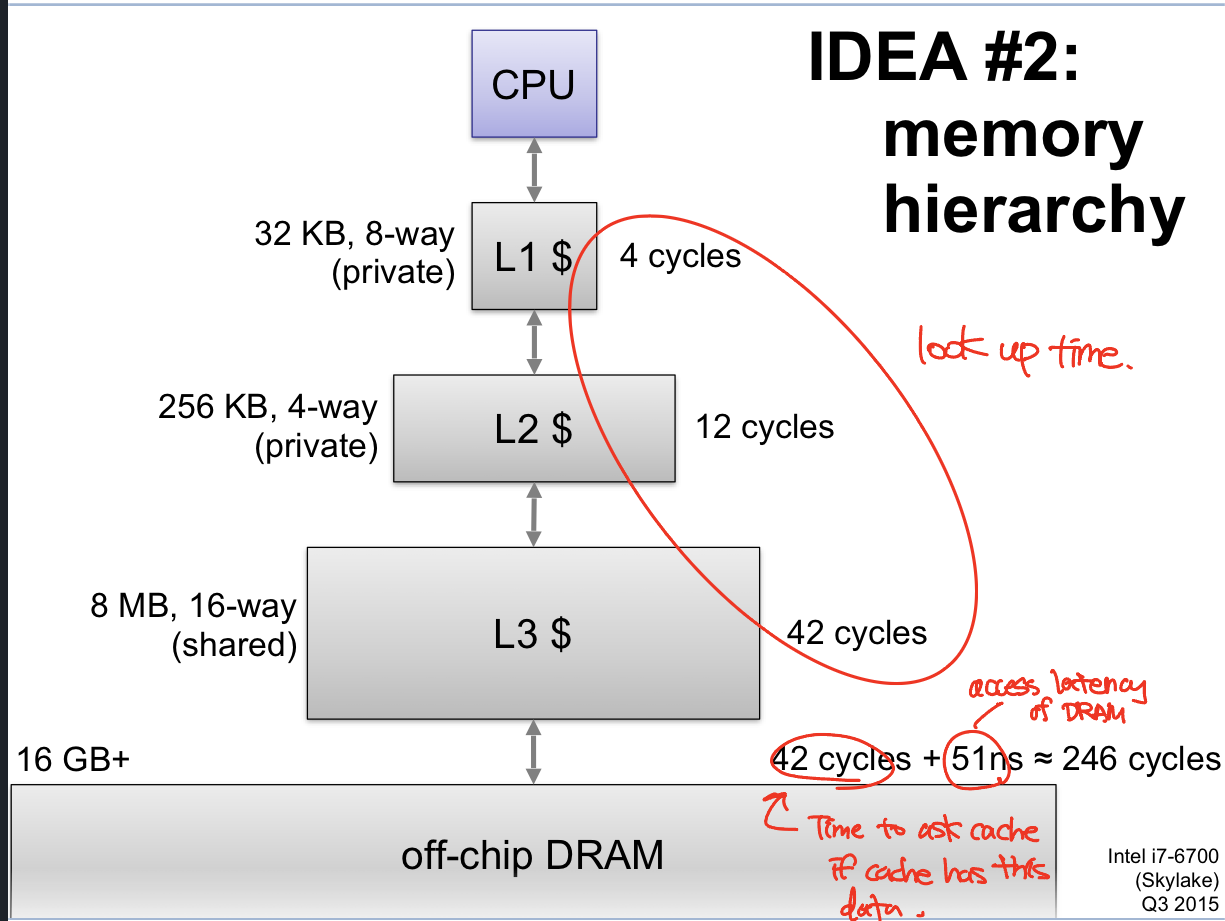 IDEA #2:
memory
hierarchy
CPU
32 KB, 8-way
(private)
L1 $
4 cycles
look up time.
256 KB, 4-way
(private)
L2 $
12 cycles
8 MB, 16-way
(shared)
L3 $
42 cycles
access latency
of DRAM
16 GB+
42 cycles + 51ns ≈ 246 cycles
Time to ask cache
if cache has this
data.
off-chip DRAM
Intel i7-6700
(Skylake)
Q3 2015